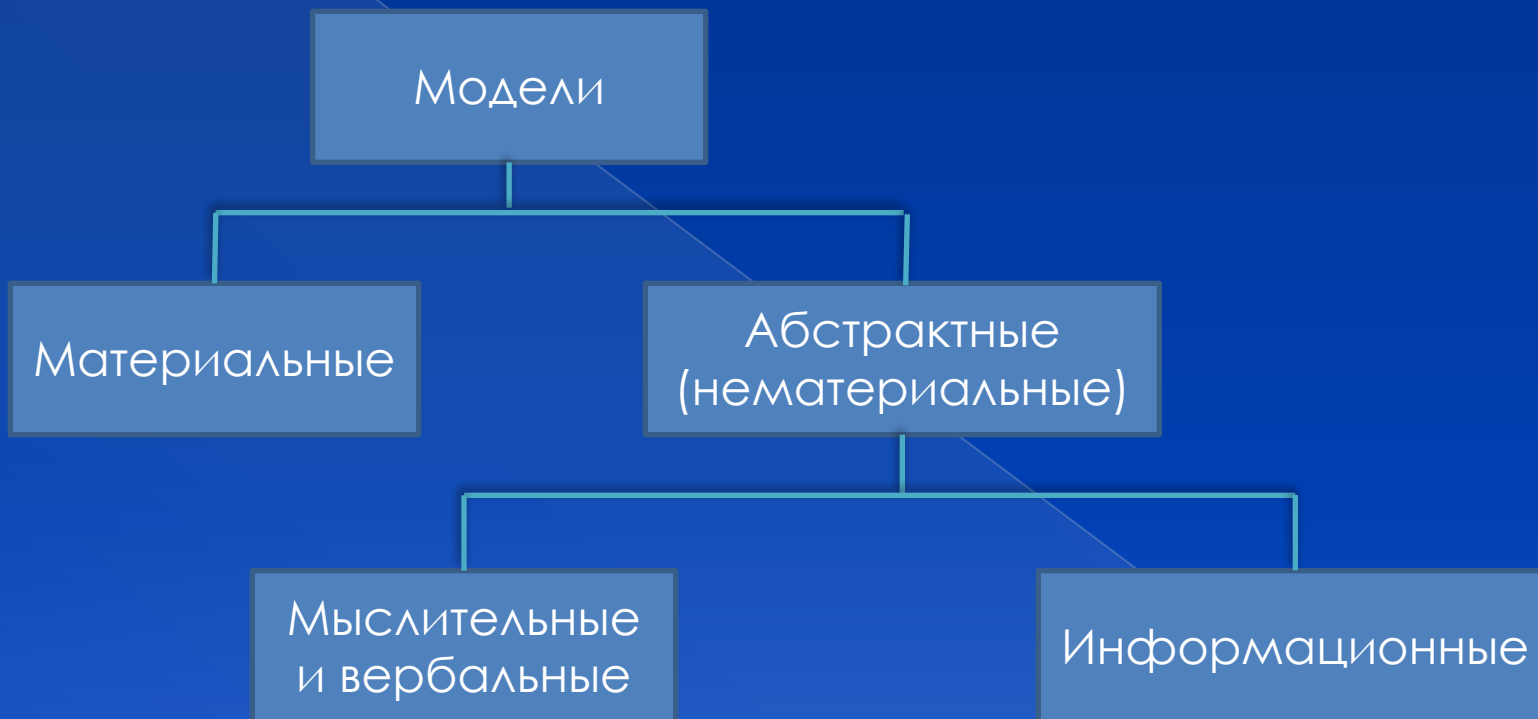 Модели
Материальные
Абстрактные
(нематериальные)
Мыслительные
и вербальные
Информационные